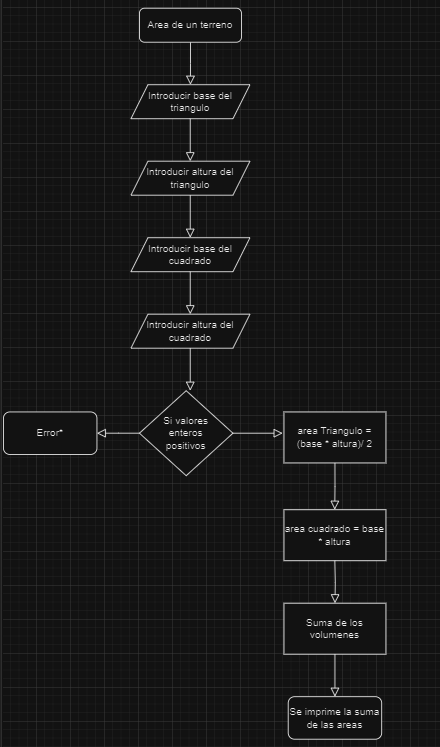 Area de un terreno
Introducir base del
triangulo
Introducir altura del
triangulo
Introducir base del
cuadrado
Introducir altura del
cuadrado
Si valores
enteros
positivos
Error*
area Triangulo =
(base * altura)/ 2
area cuadrado = base
* altura
Suma de los
volumenes
Se imprime la suma
de las areas